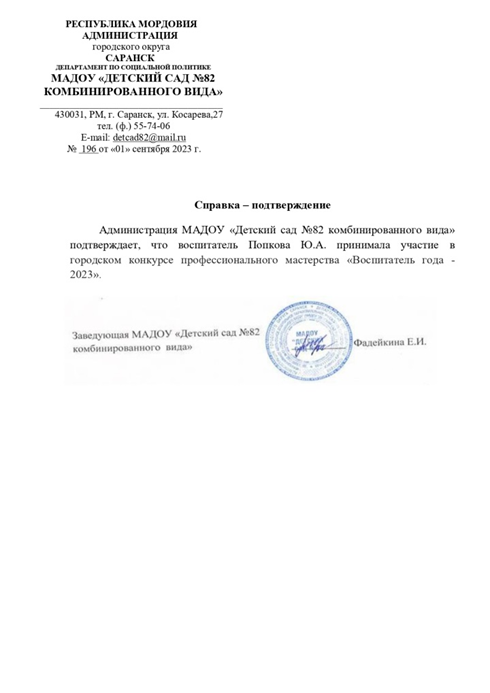 РЕСПУБЛИКА МОРДОВИЯ
АДМИНИСТРАЦИЯ
городского округа
САРАНСК
ДЕПАРТАМЕНТ ПО СОЦИАЛЬНОЙ ПОЛИТИКЕ
МАДОУ «ДЕТСКИЙ САД №82
КОМБИНИРОВАННОГО ВИДА»
430031, РМ, г. Саранск, ул. Косарева,27
тел. (ф.) 55-74-06
E-mail: detcad82@mail.ru
№ 196 от «01» сентября 2023 г.
Справка – подтверждение
Администрация МАДОУ «Детский сад №82 комбинированного вида»
подтверждает, что воспитатель Попкова Ю.А. принимала участие в
городском конкурсе профессионального мастерства «Воспитатель года -
2023».
Заведующая МАДОУ «Детский сад №82
комбинированного вида»
МАДОУ
Фадейкина Е.И.